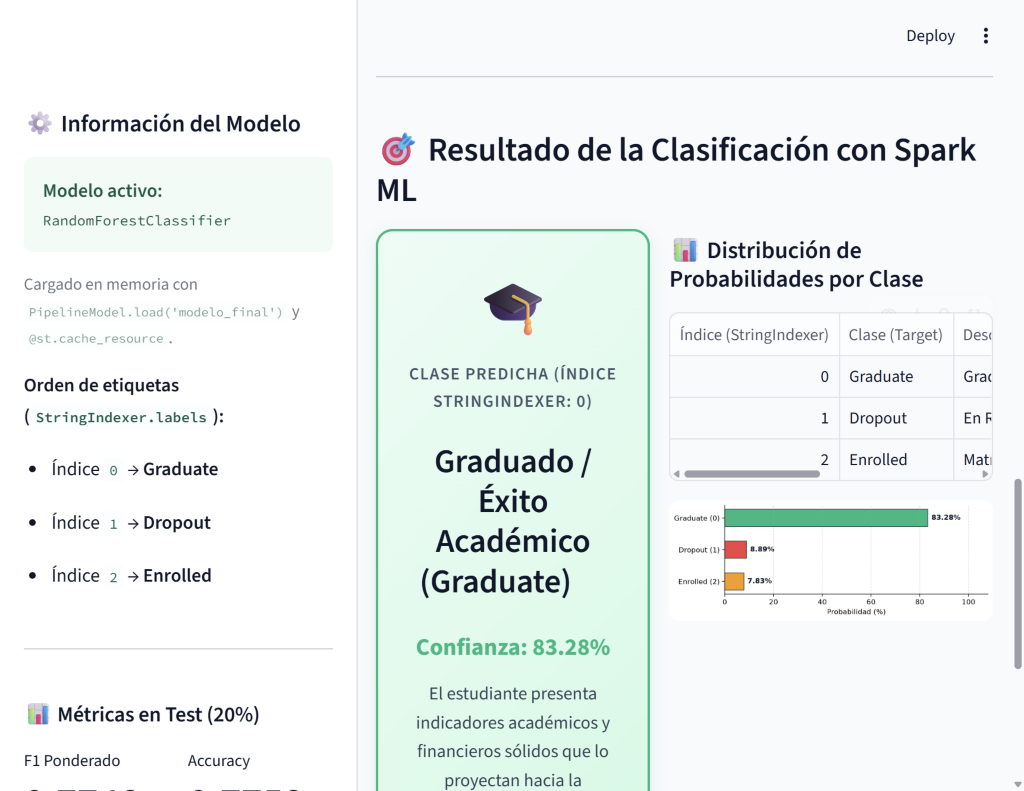 Deploy
Información del Modelo
Modelo activo:
RandomForestClassifier
Cargado en memoria con
PipelineModel.load('modelo_final') y
@st.cache_resource .
Orden de etiquetas
( StringIndexer.labels ):
Índice 0 → Graduate
Índice 1 → Dropout
Índice 2 → Enrolled
Métricas en Test (20%)
F1 Ponderado Accuracy
Resultado de la Clasificación con Spark
ML
CLASE PREDICHA (ÍNDICE
STRINGINDEXER: 0)
Graduado /
Éxito
Académico
(Graduate)
Confianza: 83.28%
El estudiante presenta
indicadores académicos y
financieros sólidos que lo
proyectan hacia la
Distribución de
Probabilidades por Clase
Índice (StringIndexer) Clase (Target)
0 Graduate
1 Dropout
2 Enrolled
Graduate (0) 83.28%
Dropout (1) 8.89%
Enrolled (2) 7.83%
0 20 40 60 80 100
Probabilidad (%)